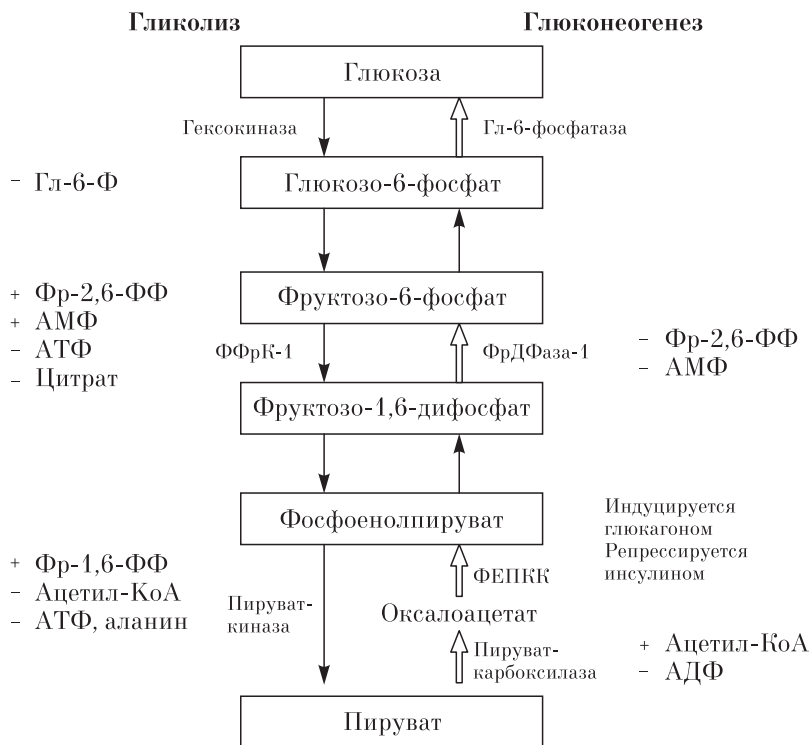 Гликолиз
Глюконеогенез
Глюкоза
Гексокиназа
Гл-6-фосфатаза
− Гл-6-Ф
Глюкозо-6-фосфат
+ Фр-2,6-ФФ
+ АМФ
− АТФ
− Цитрат
Фруктозо-6-фосфат
ФФрК-1
ФрДФаза-1
− Фр-2,6-ФФ
− АМФ
Фруктозо-1,6-дифосфат
Фосфоенолпируват
Индуцируется
глюкагоном
Репрессируется
инсулином
+ Фр-1,6-ФФ
− Ацетил-КоА
− АТФ, аланин
Пируват-
киназа
ФЕПКК
Оксалоацетат
Пируват-
карбоксилаза
+ Ацетил-КоА
− АДФ
Пируват